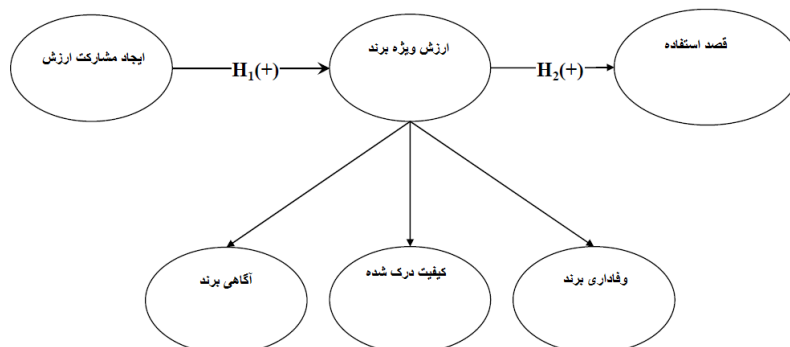 ایجاد مشارکت ارزش
H₁(+)
ارزش ویژه برند
H₂(+)
قصد استفاده
آگاهی برند
کیفیت درک شده
وفاداری برند